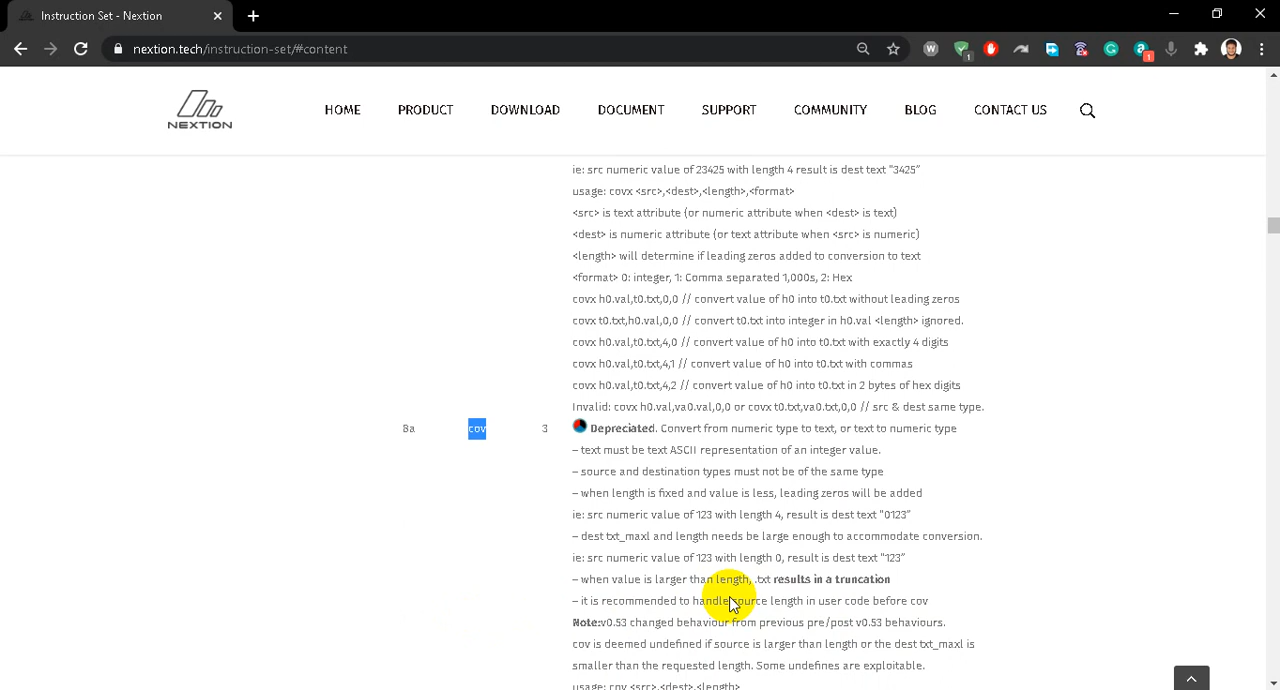 Instruction Set - Nextion
nextion.tech/instruction-set/#content
W
1
G
a
1
NEXTION
HOME
PRODUCT
DOWNLOAD
DOCUMENT
SUPPORT
COMMUNITY
BLOG
CONTACT US
ie: src numeric value of 23425 with length 4 result is dest text "3425"
usage: covx <src>,<dest>,<length>,<format>
<src> is text attribute (or numeric attribute when <dest> is text)
<dest> is numeric attribute (or text attribute when <src> is numeric)
<length> will determine if leading zeros added to conversion to text
<format> 0: integer, 1: Comma separated 1,000s, 2: Hex
covx h0.val,t0.txt,0,0 // convert value of h0 into t0.txt without leading zeros
covx t0.txt,h0.val,0,0 // convert t0.txt into integer in h0.val <length> ignored.
covx h0.val,t0.txt,4,0 // convert value of h0 into t0.txt with exactly 4 digits
covx h0.val,t0.txt,4,1 // convert value of h0 into t0.txt with commas
covx h0.val,t0.txt,4,2 // convert value of h0 into t0.txt in 2 bytes of hex digits
Invalid: covx h0.val,va0.val,0,0 or covx t0.txt,va0.txt,0,0 // src & dest same type.
8a cov 3 Depreciated. Convert from numeric type to text, or text to numeric type
– text must be text ASCII representation of an integer value.
– source and destination types must not be of the same type
– when length is fixed and value is less, leading zeros will be added
ie: src numeric value of 123 with length 4, result is dest text "0123"
– dest txt_maxl and length needs be large enough to accommodate conversion.
ie: src numeric value of 123 with length 0, result is dest text "123"
– when value is larger than length, .txt results in a truncation
– it is recommended to handle source length in user code before cov
Note: v0.53 changed behaviour from previous pre/post v0.53 behaviours.
cov is deemed undefined if source is larger than length or the dest txt_maxl is
smaller than the requested length. Some undefines are exploitable.
usage: cov <src>,<dest>,<length>